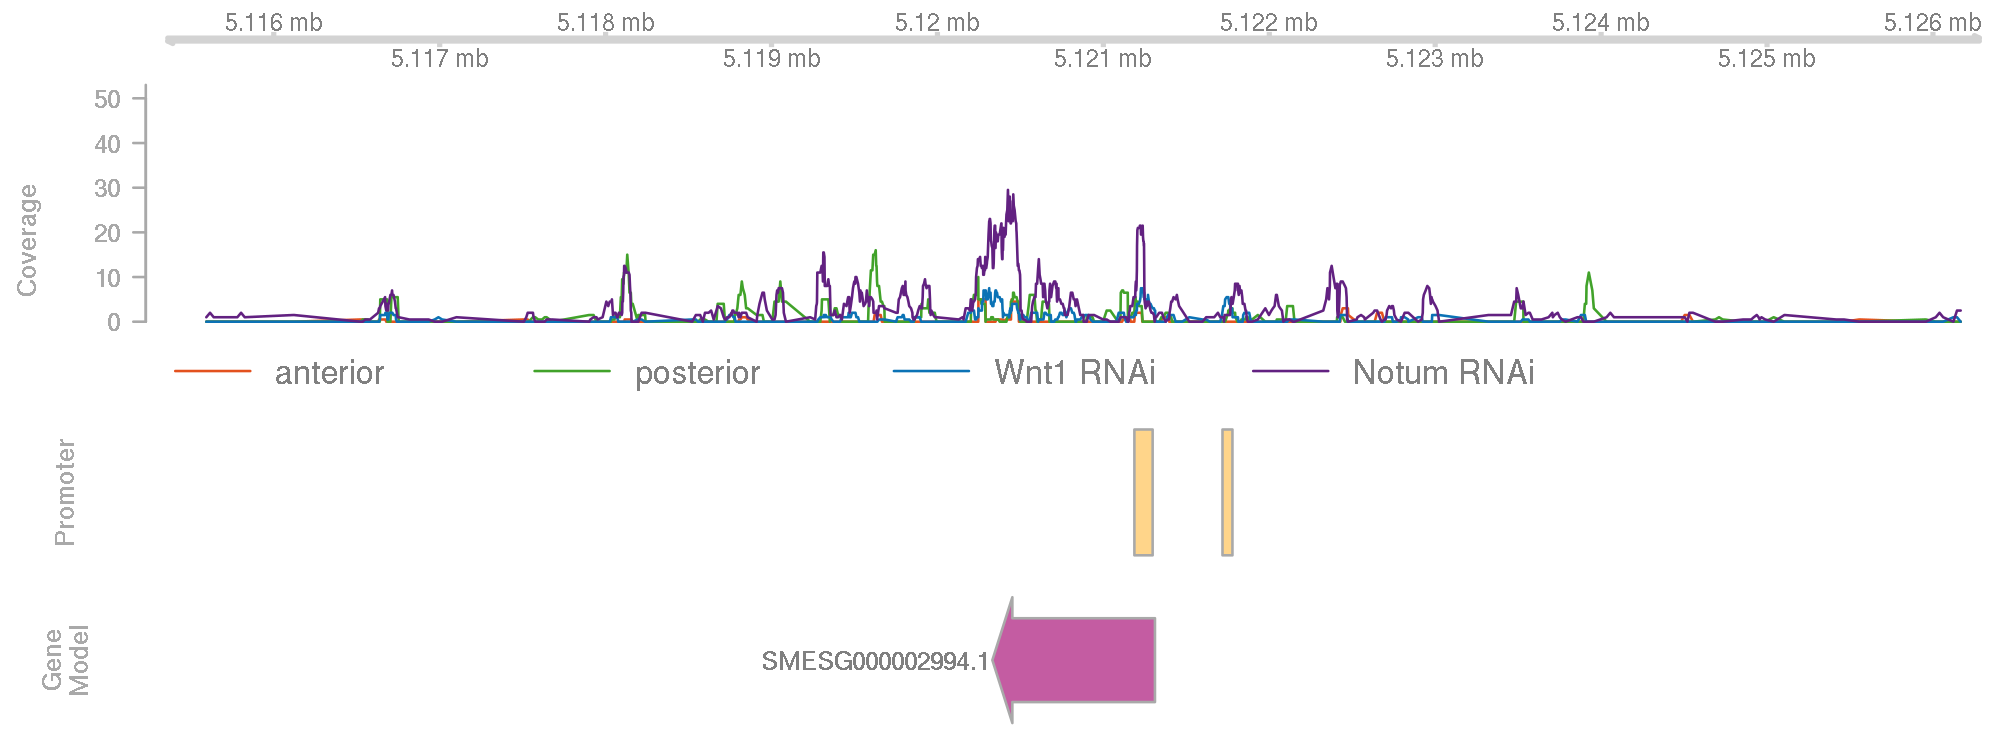 5.116 mb 5.118 mb 5.12 mb 5.122 mb 5.124 mb 5.126 mb
5.117 mb 5.119 mb 5.121 mb 5.123 mb 5.125 mb
Coverage
50
40
30
20
10
0
anterior posterior Wnt1 RNAi Notum RNAi
Promoter
Gene
Model
SMESG000002994.1